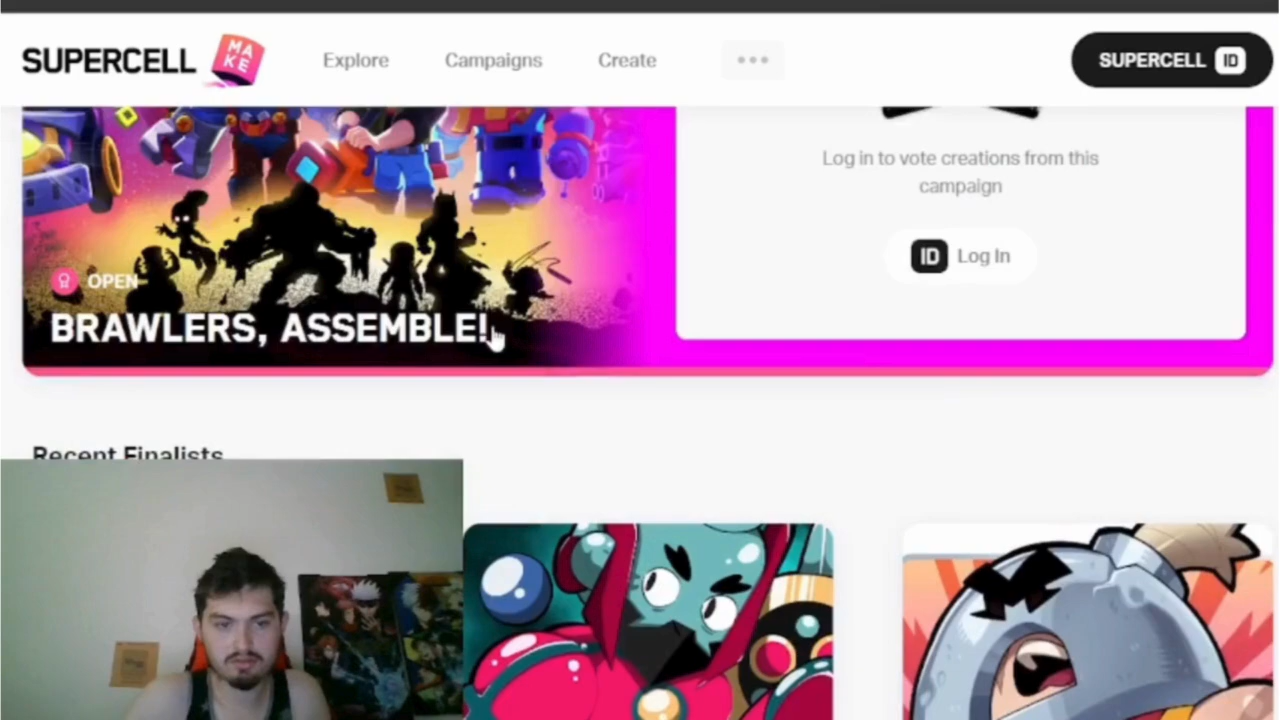 SUPERCELL MAKE Explore Campaigns Create SUPERCELL ID
Log in to vote creations from this
campaign
ID Log In
OPEN
BRAWLERS, ASSEMBLE!
Recent Finalists